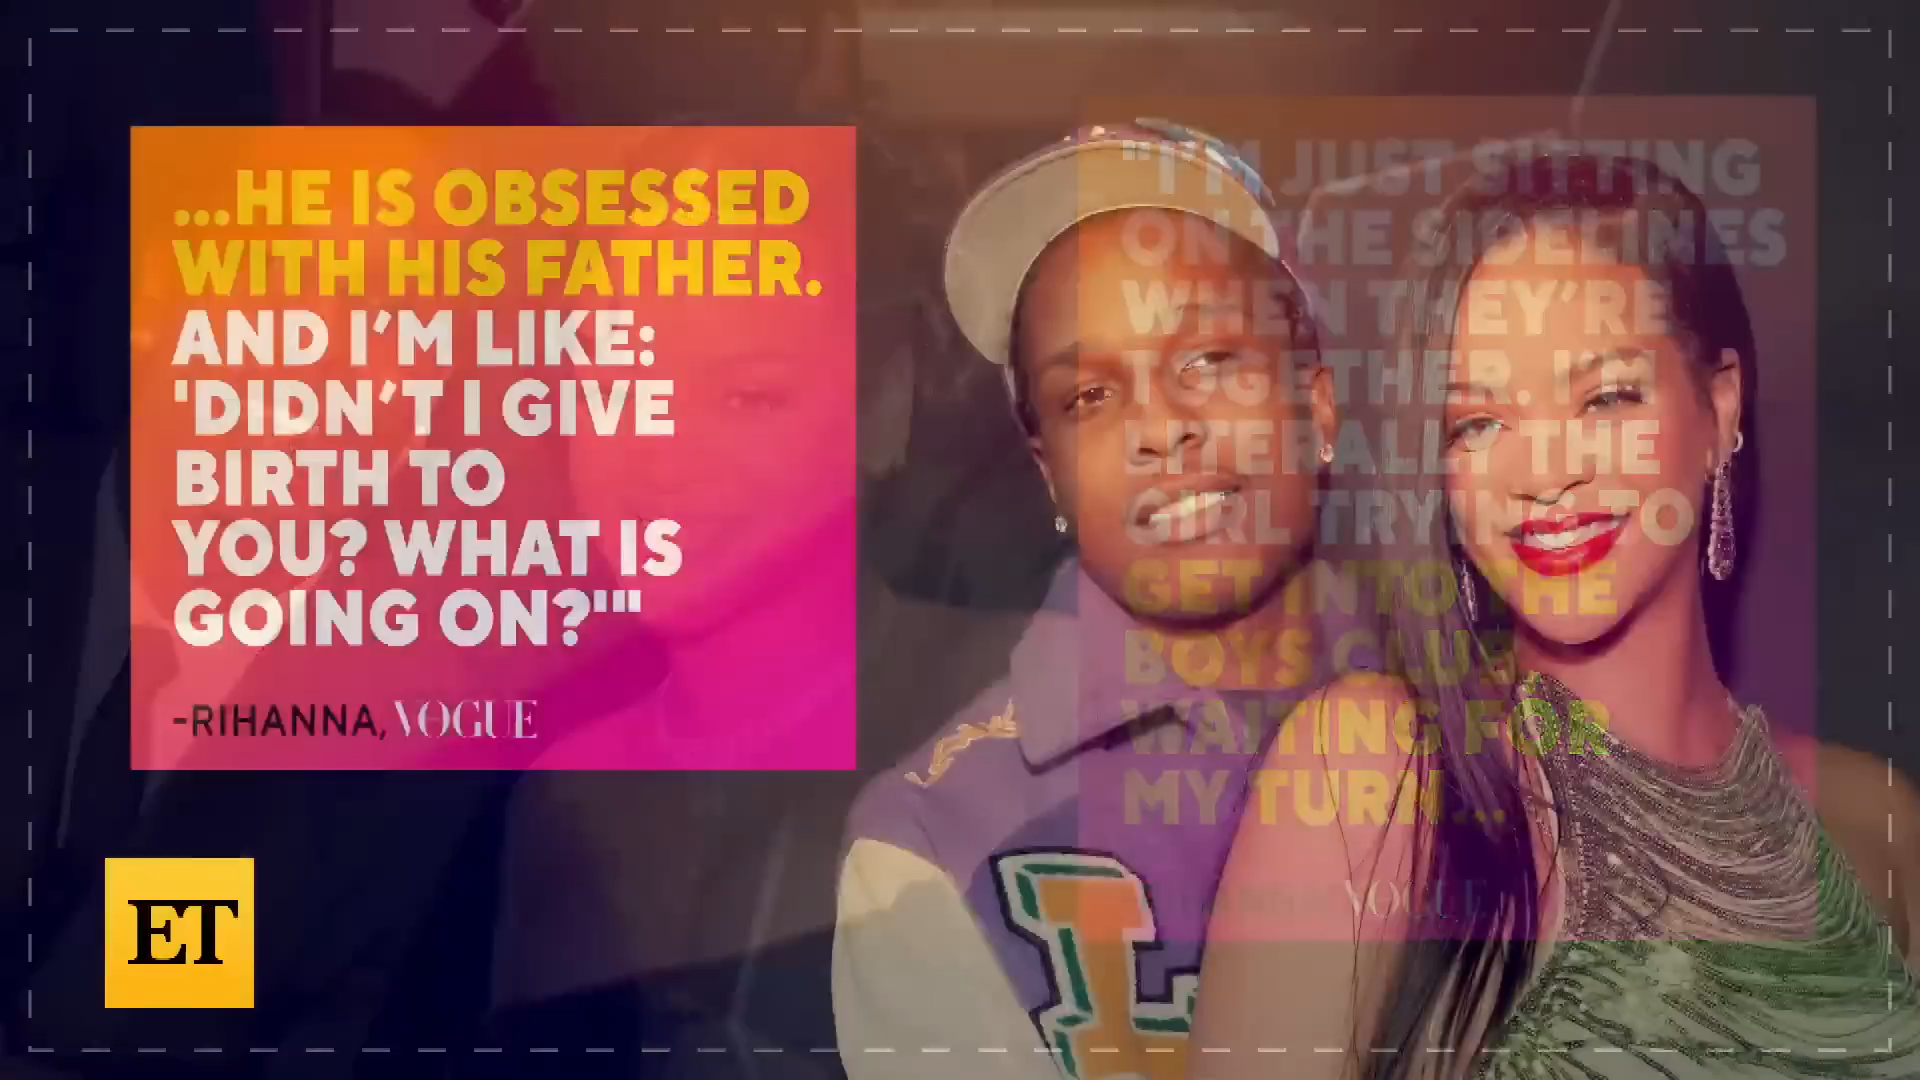 ...HE IS OBSESSED
WITH HIS FATHER.
AND I'M LIKE:
'DIDN'T I GIVE
BIRTH TO
YOU? WHAT IS
GOING ON?'"
-RIHANNA, VOGUE
"I'M JUST SITTING
ON THE SIDELINES
WHEN THEY'RE
TOGETHER. I'M
LITERALLY THE
GIRL TRYING TO
GET INTO THE
BOYS CLUB,
WAITING FOR
MY TURN...
VOGUE
ET
L